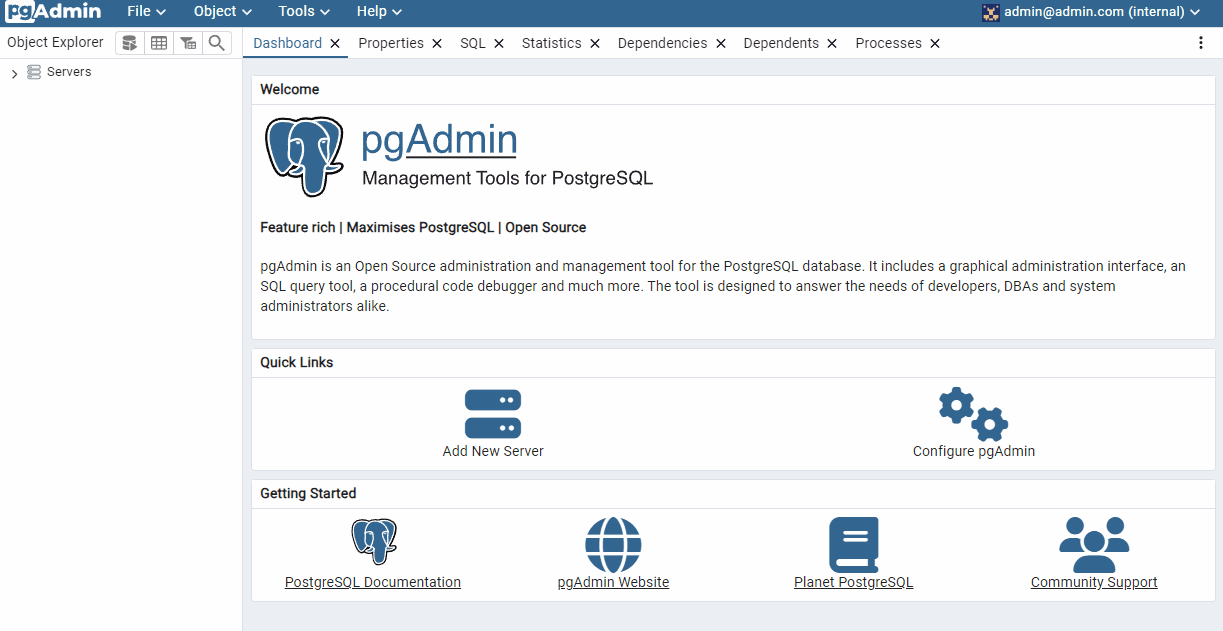 pgAdmin File Object Tools Help admin@admin.com (internal)
Object Explorer
Dashboard Properties SQL Statistics Dependencies Dependents Processes
Servers
Welcome
pgAdmin
Management Tools for PostgreSQL
Feature rich | Maximises PostgreSQL | Open Source
pgAdmin is an Open Source administration and management tool for the PostgreSQL database. It includes a graphical administration interface, an
SQL query tool, a procedural code debugger and much more. The tool is designed to answer the needs of developers, DBAs and system
administrators alike.
Quick Links
Add New Server Configure pgAdmin
Getting Started
PostgreSQL Documentation pgAdmin Website Planet PostgreSQL Community Support